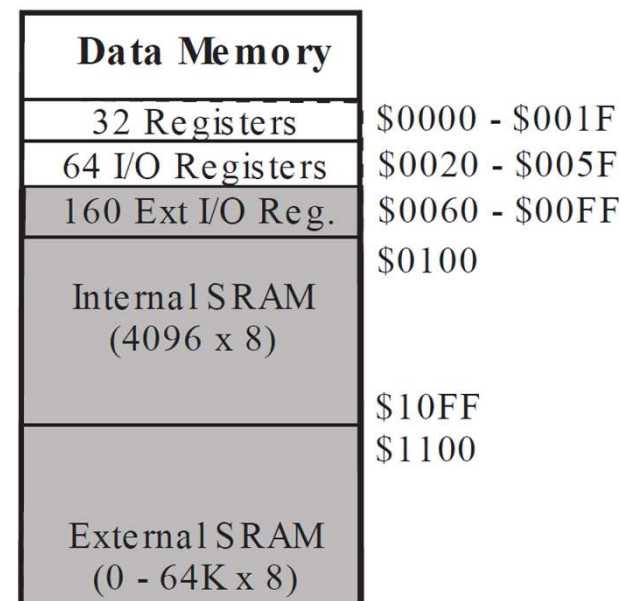 Data Memory
32 Registers $0000 - $001F
64 I/O Registers $0020 - $005F
160 Ext I/O Reg. $0060 - $00FF
$0100
Internal SRAM
(4096 x 8)
$10FF
$1100
External SRAM
(0 - 64K x 8)